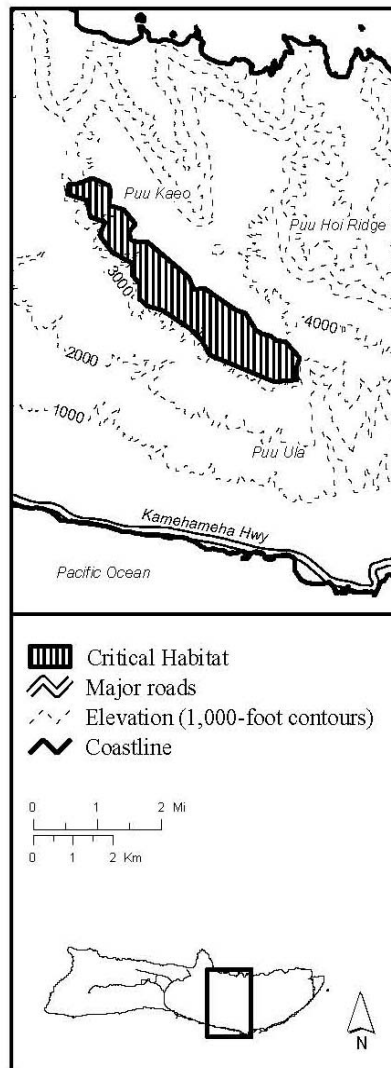 Puu Kaeo
Puu Hoi Ridge
3000
4000
2000
1000
Puu Ula
Kamehameha Hwy
Pacific Ocean
Critical Habitat
Major roads
Elevation (1,000-foot contours)
Coastline
0 1 2 Mi
0 1 2 Km
N